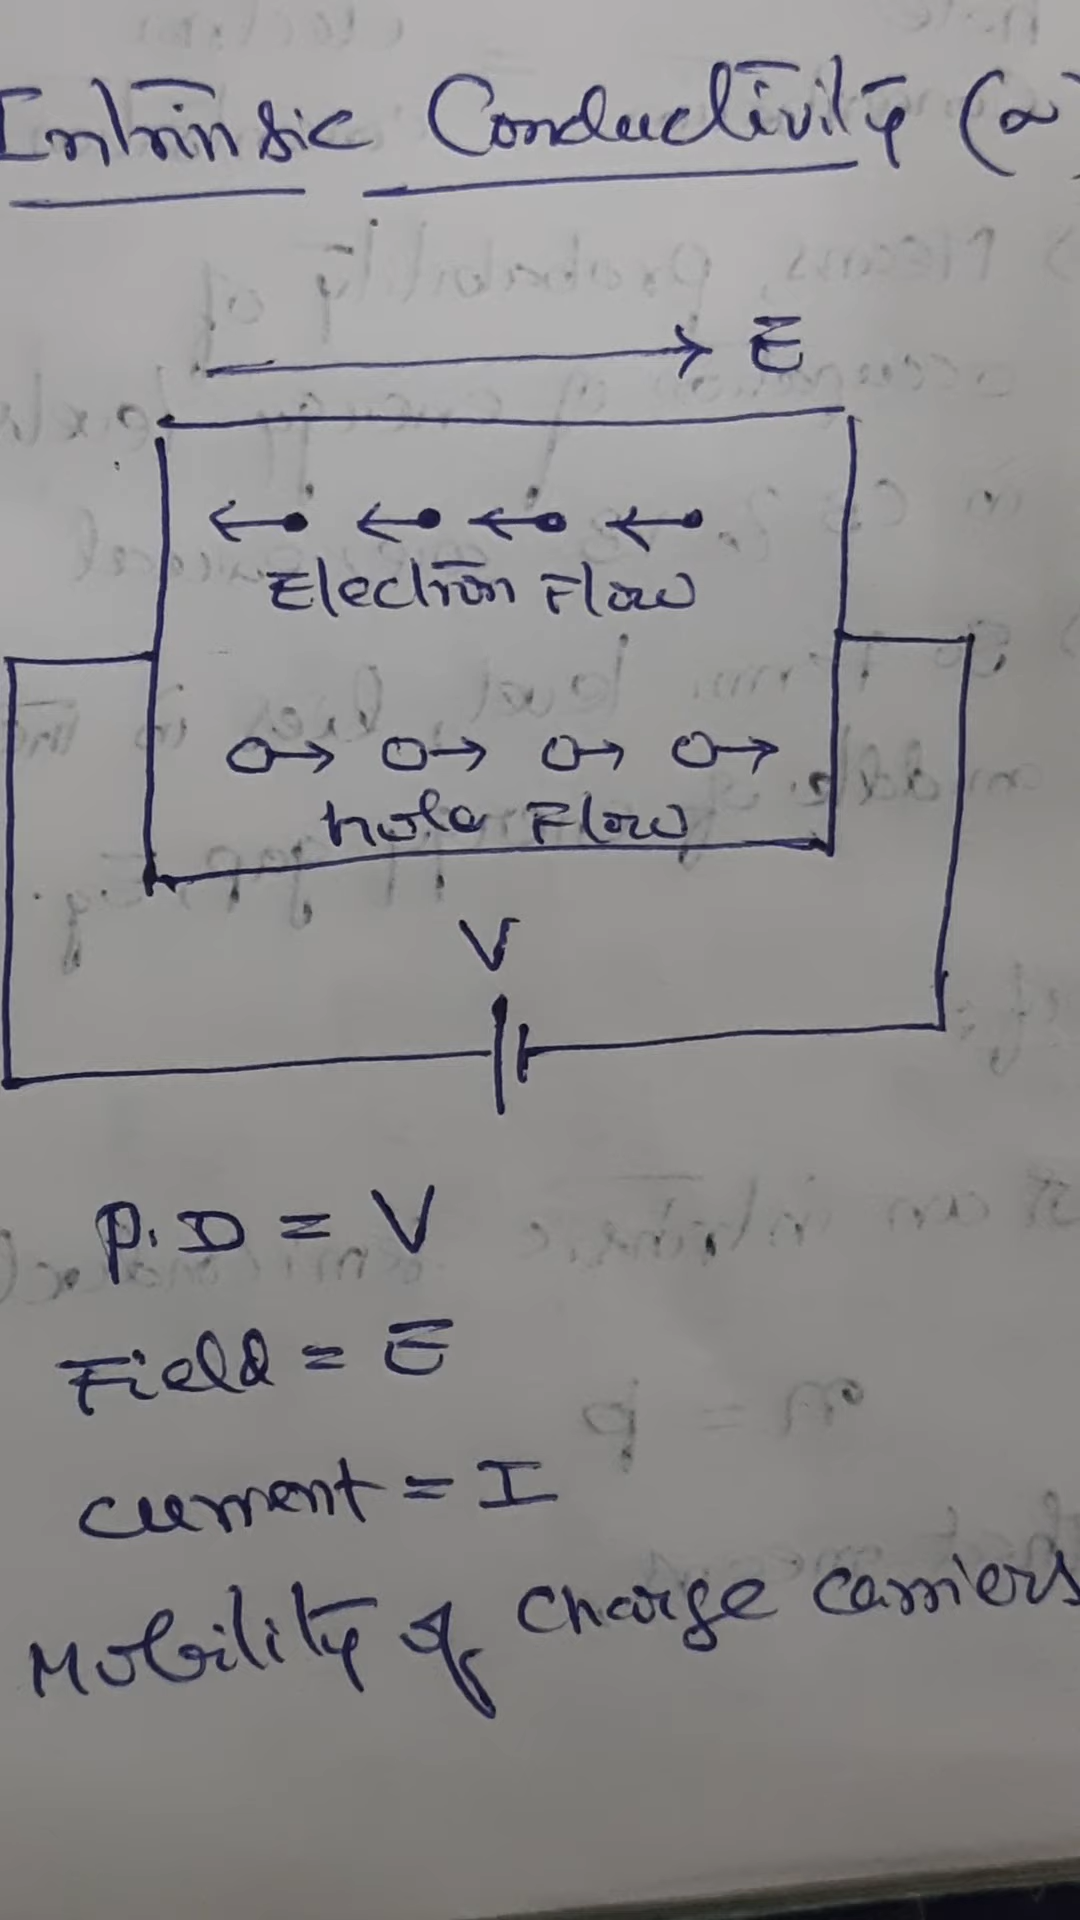 Intrinsic Conductivity (σ)
E
Electron Flow
hole Flow
V
P.D = V
Field = E
current = I
Mobility of charge carriers